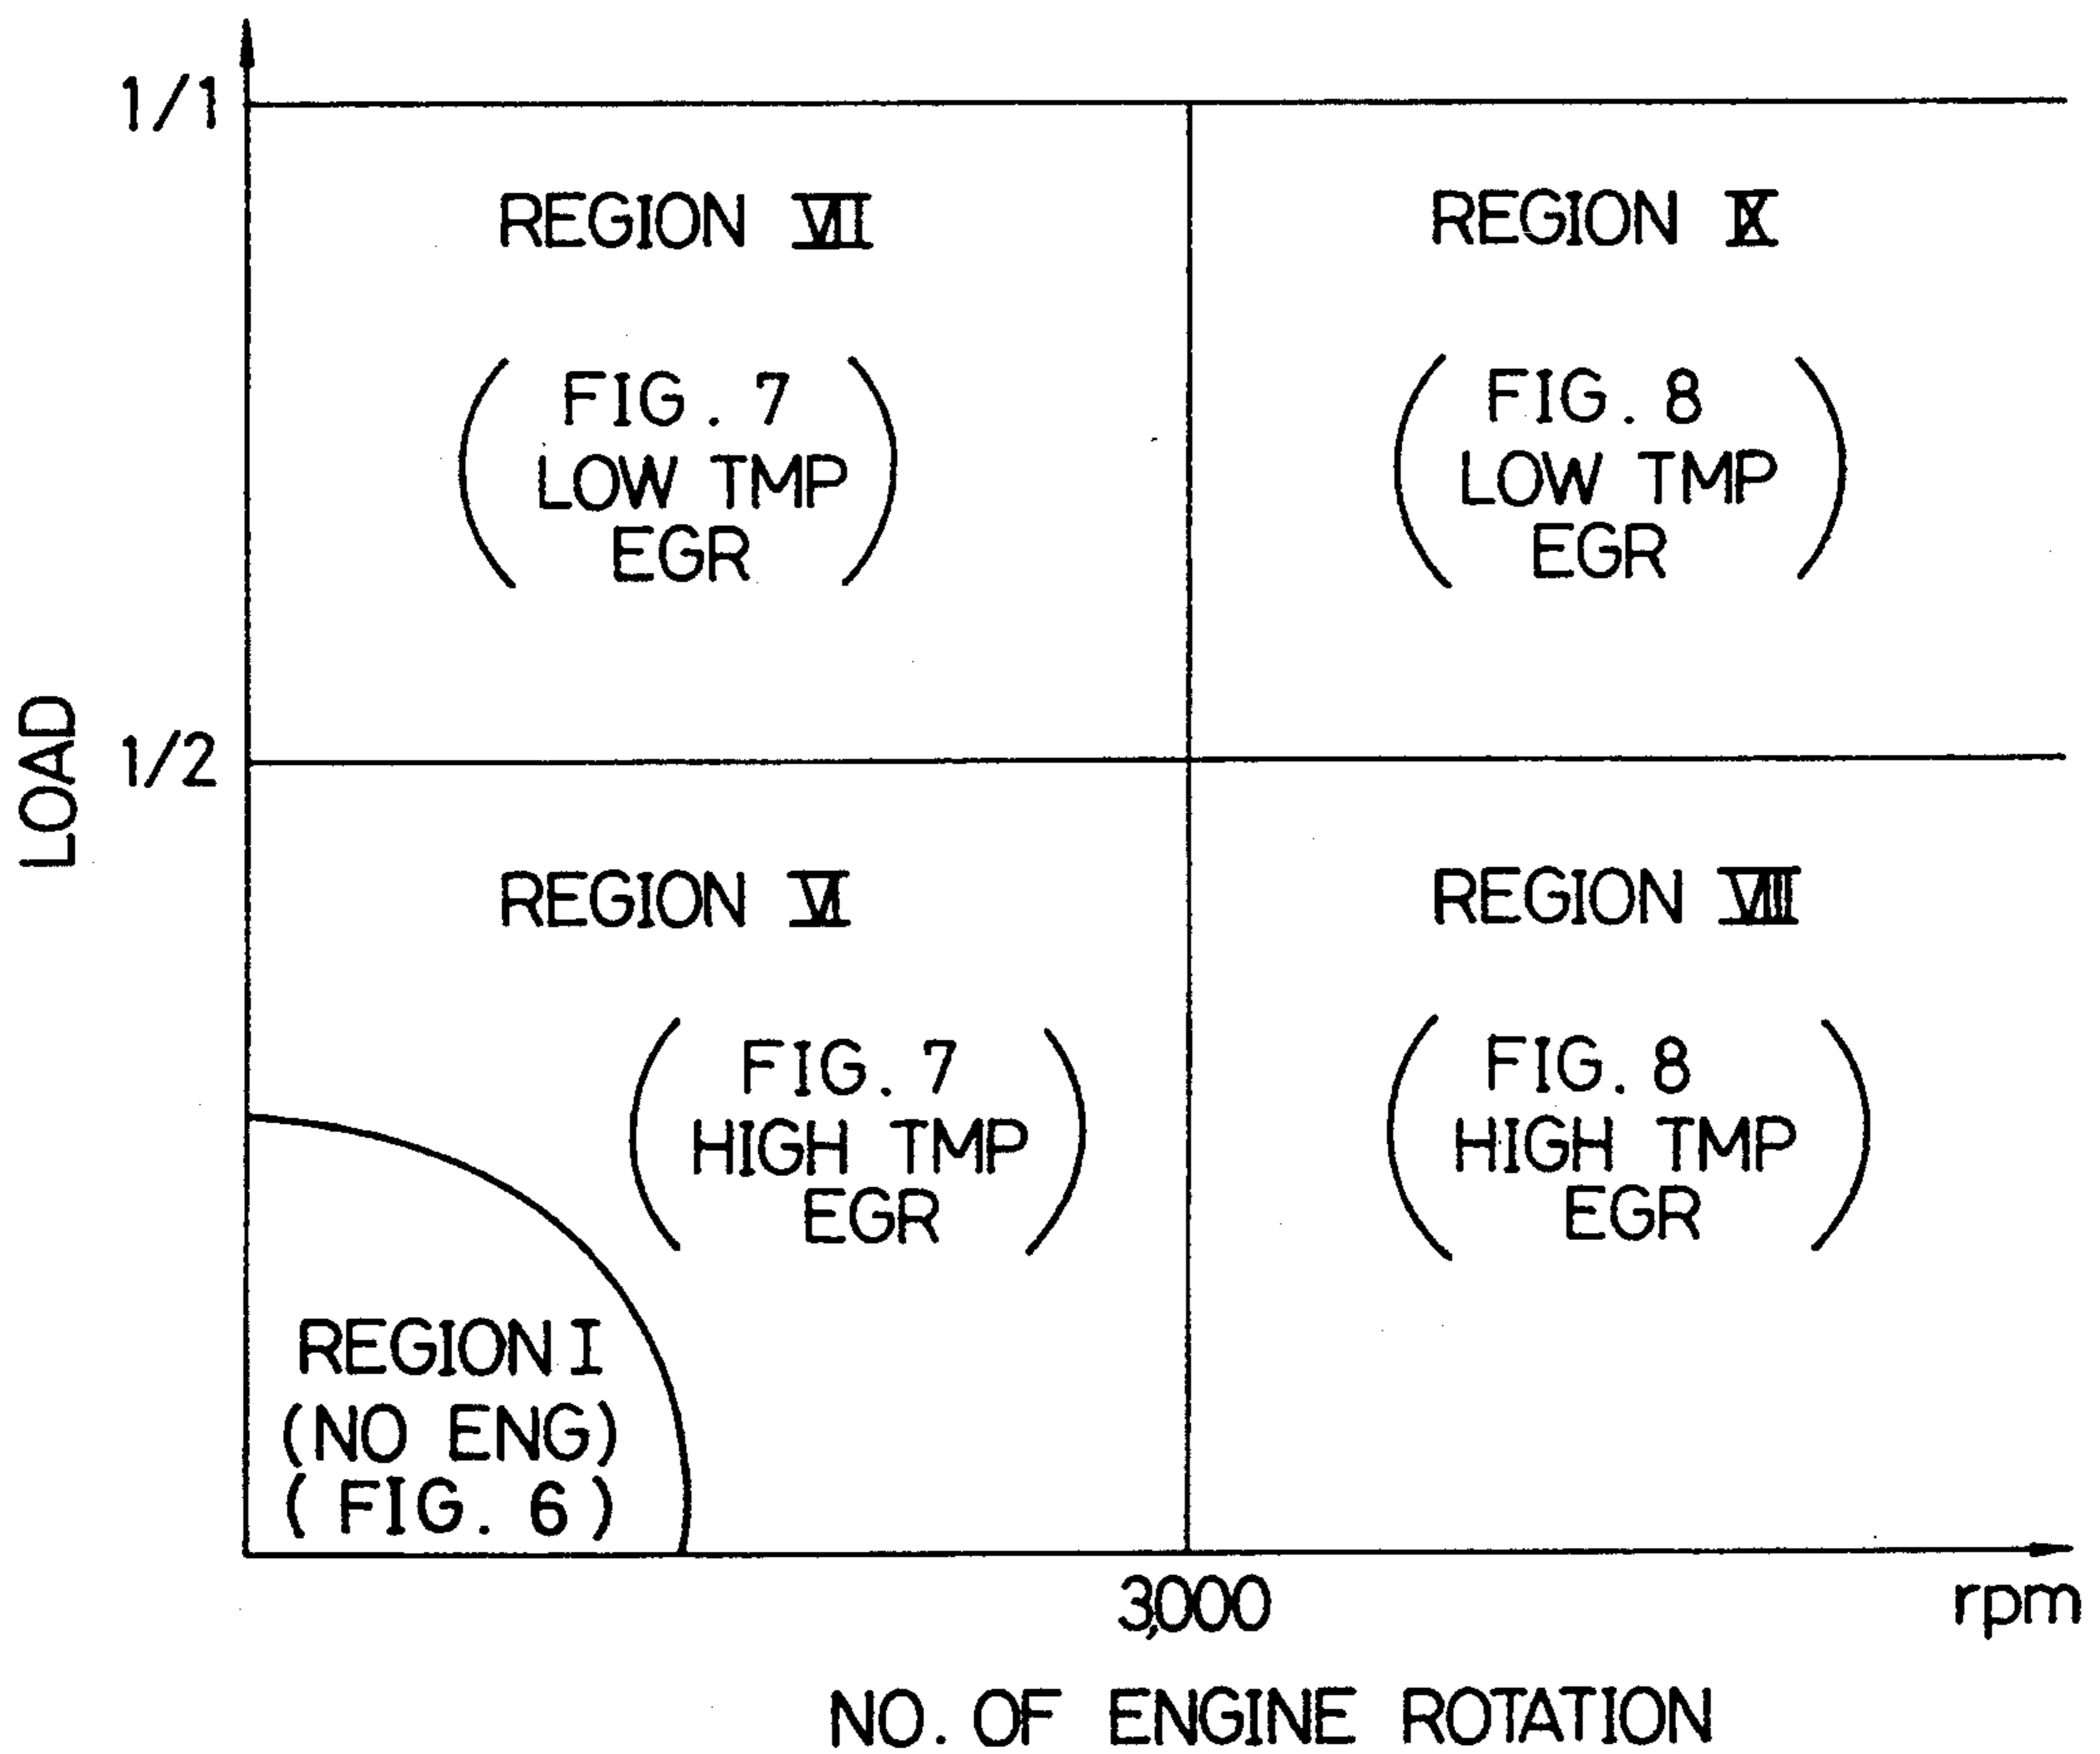 1/1
REGION VII
(FIG. 7
LOW TMP
EGR)
REGION IX
(FIG. 8
LOW TMP
EGR)
LOAD
1/2
REGION VI
(FIG. 7
HIGH TMP
EGR)
REGION VIII
(FIG. 8
HIGH TMP
EGR)
REGION I
(NO ENG)
(FIG. 6)
3,000
rpm
NO. OF ENGINE ROTATION